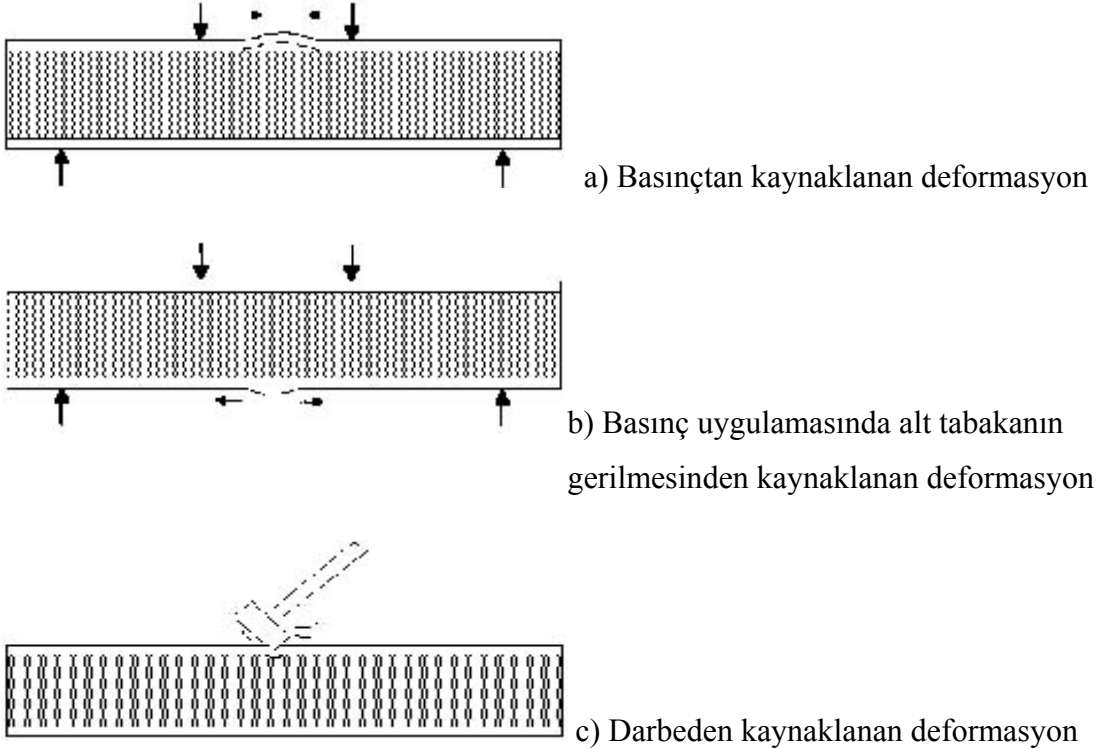 a) Basınçtan kaynaklanan deformasyon
b) Basınç uygulamasında alt tabakanın
gerilmesinden kaynaklanan deformasyon
c) Darbeden kaynaklanan deformasyon